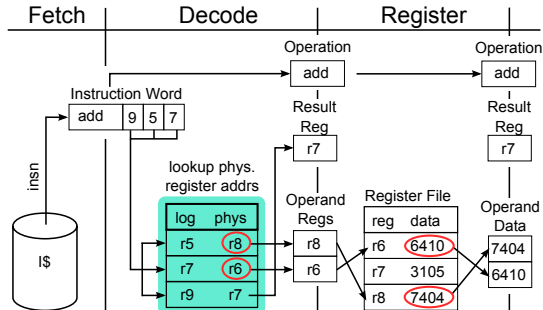 Fetch Decode Register
Operation Operation
add add
Instruction Word
add 9 5 7
Result Result
Reg Reg
r7 r7
insn
lookup phys.
register addrs
log phys
r5 r8
r7 r6
r9 r7
Operand
Regs
r8
r6
Register File
reg data
r6 6410
r7 3105
r8 7404
Operand
Data
7404
6410
I$